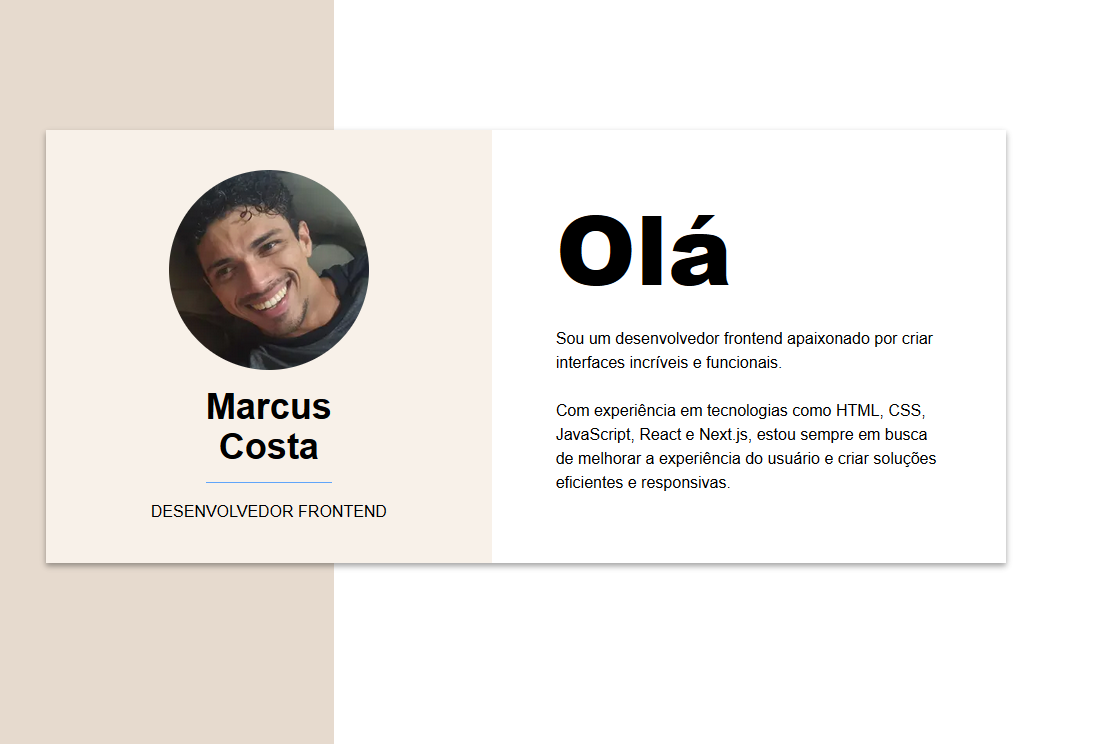 Marcus
Costa
DESENVOLVEDOR FRONTEND
Olá
Sou um desenvolvedor frontend apaixonado por criar
interfaces incríveis e funcionais.
Com experiência em tecnologias como HTML, CSS,
JavaScript, React e Next.js, estou sempre em busca
de melhorar a experiência do usuário e criar soluções
eficientes e responsivas.